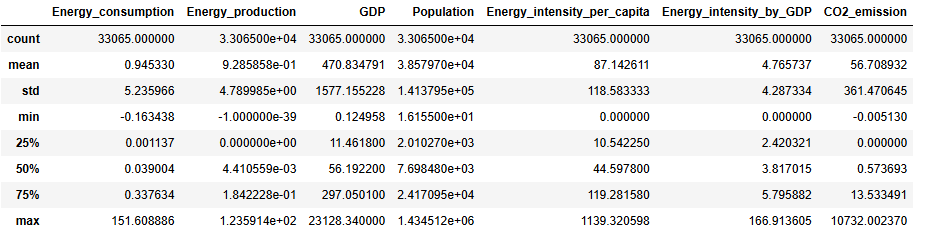 Energy_consumption Energy_production GDP Population Energy_intensity_per_capita Energy_intensity_by_GDP CO2_emission
count 33065.000000 3.306500e+04 33065.000000 3.306500e+04 33065.000000 33065.000000 33065.000000
mean 0.945330 9.285858e-01 470.834791 3.857970e+04 87.142611 4.765737 56.708932
std 5.235966 4.789985e+00 1577.155228 1.413795e+05 118.583333 4.287334 361.470645
min -0.163438 -1.000000e-39 0.124958 1.615500e+01 0.000000 0.000000 -0.005130
25% 0.001137 0.000000e+00 11.461800 2.010270e+03 10.542250 2.420321 0.000000
50% 0.039004 4.410559e-03 56.192200 7.698480e+03 44.597800 3.817015 0.573693
75% 0.337634 1.842228e-01 297.050100 2.417095e+04 119.281580 5.795882 13.533491
max 151.608886 1.235914e+02 23128.340000 1.434512e+06 1139.320598 166.913605 10732.002370